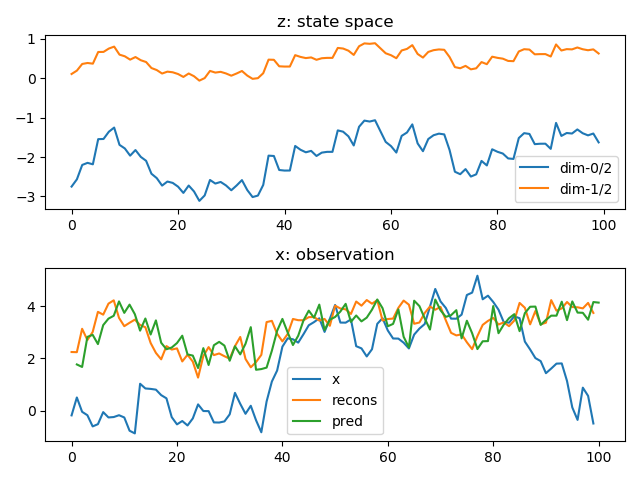 z: state space
1
0
−1
−2
−3
dim-0/2
dim-1/2
0 20 40 60 80 100
x: observation
4
2
0
x
recons
pred
0 20 40 60 80 100